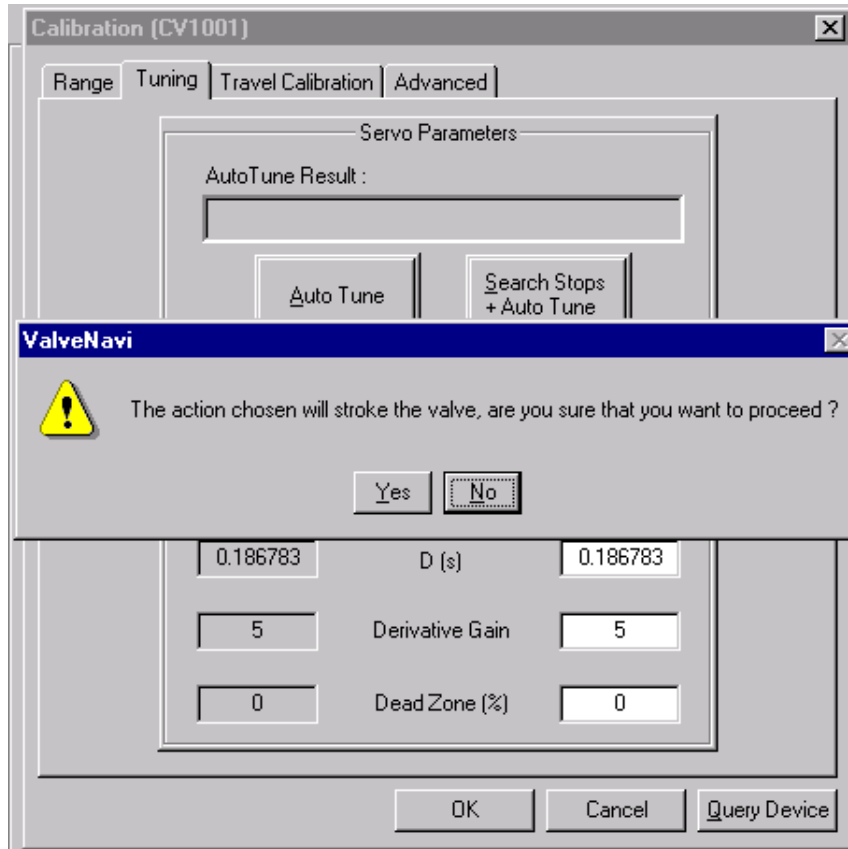 Calibration (CV1001)
Range Tuning Travel Calibration Advanced
Servo Parameters
AutoTune Result :
Auto Tune
Search Stops
+ Auto Tune
ValveNavi
The action chosen will stroke the valve, are you sure that you want to proceed ?
Yes No
0.186783 D (s) 0.186783
5 Derivative Gain 5
0 Dead Zone (%) 0
OK Cancel Query Device